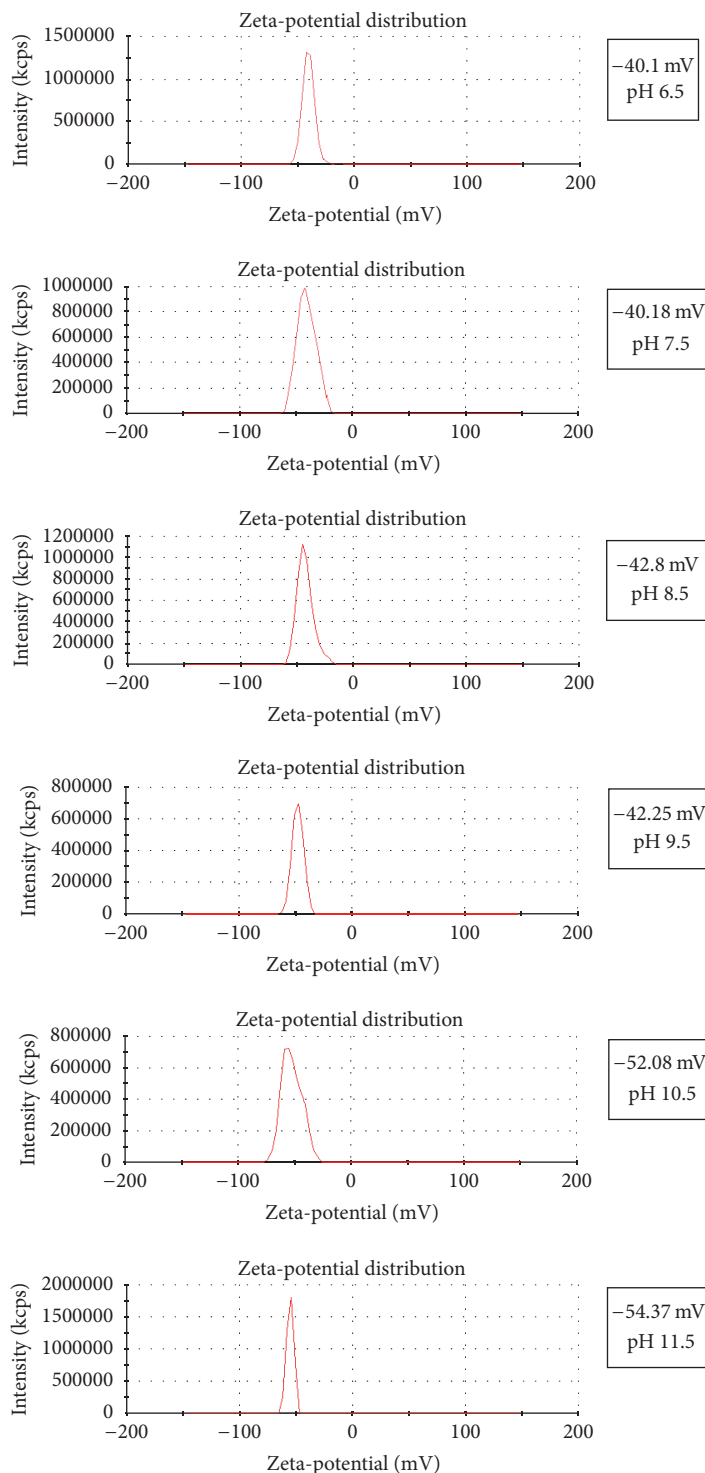 Zeta-potential distribution
Intensity (kcps)
1500000
1000000
500000
0
−200 −100 0 100 200
Zeta-potential (mV)
−40.1 mV
pH 6.5
Zeta-potential distribution
Intensity (kcps)
1000000
800000
600000
400000
200000
0
−200 −100 0 100 200
Zeta-potential (mV)
−40.18 mV
pH 7.5
Zeta-potential distribution
Intensity (kcps)
1200000
1000000
800000
600000
400000
200000
0
−200 −100 0 100 200
Zeta-potential (mV)
−42.8 mV
pH 8.5
Zeta-potential distribution
Intensity (kcps)
800000
600000
400000
200000
0
−200 −100 0 100 200
Zeta-potential (mV)
−42.25 mV
pH 9.5
Zeta-potential distribution
Intensity (kcps)
800000
600000
400000
200000
0
−200 −100 0 100 200
Zeta-potential (mV)
−52.08 mV
pH 10.5
Zeta-potential distribution
Intensity (kcps)
2000000
1500000
1000000
500000
0
−200 −100 0 100 200
Zeta-potential (mV)
−54.37 mV
pH 11.5